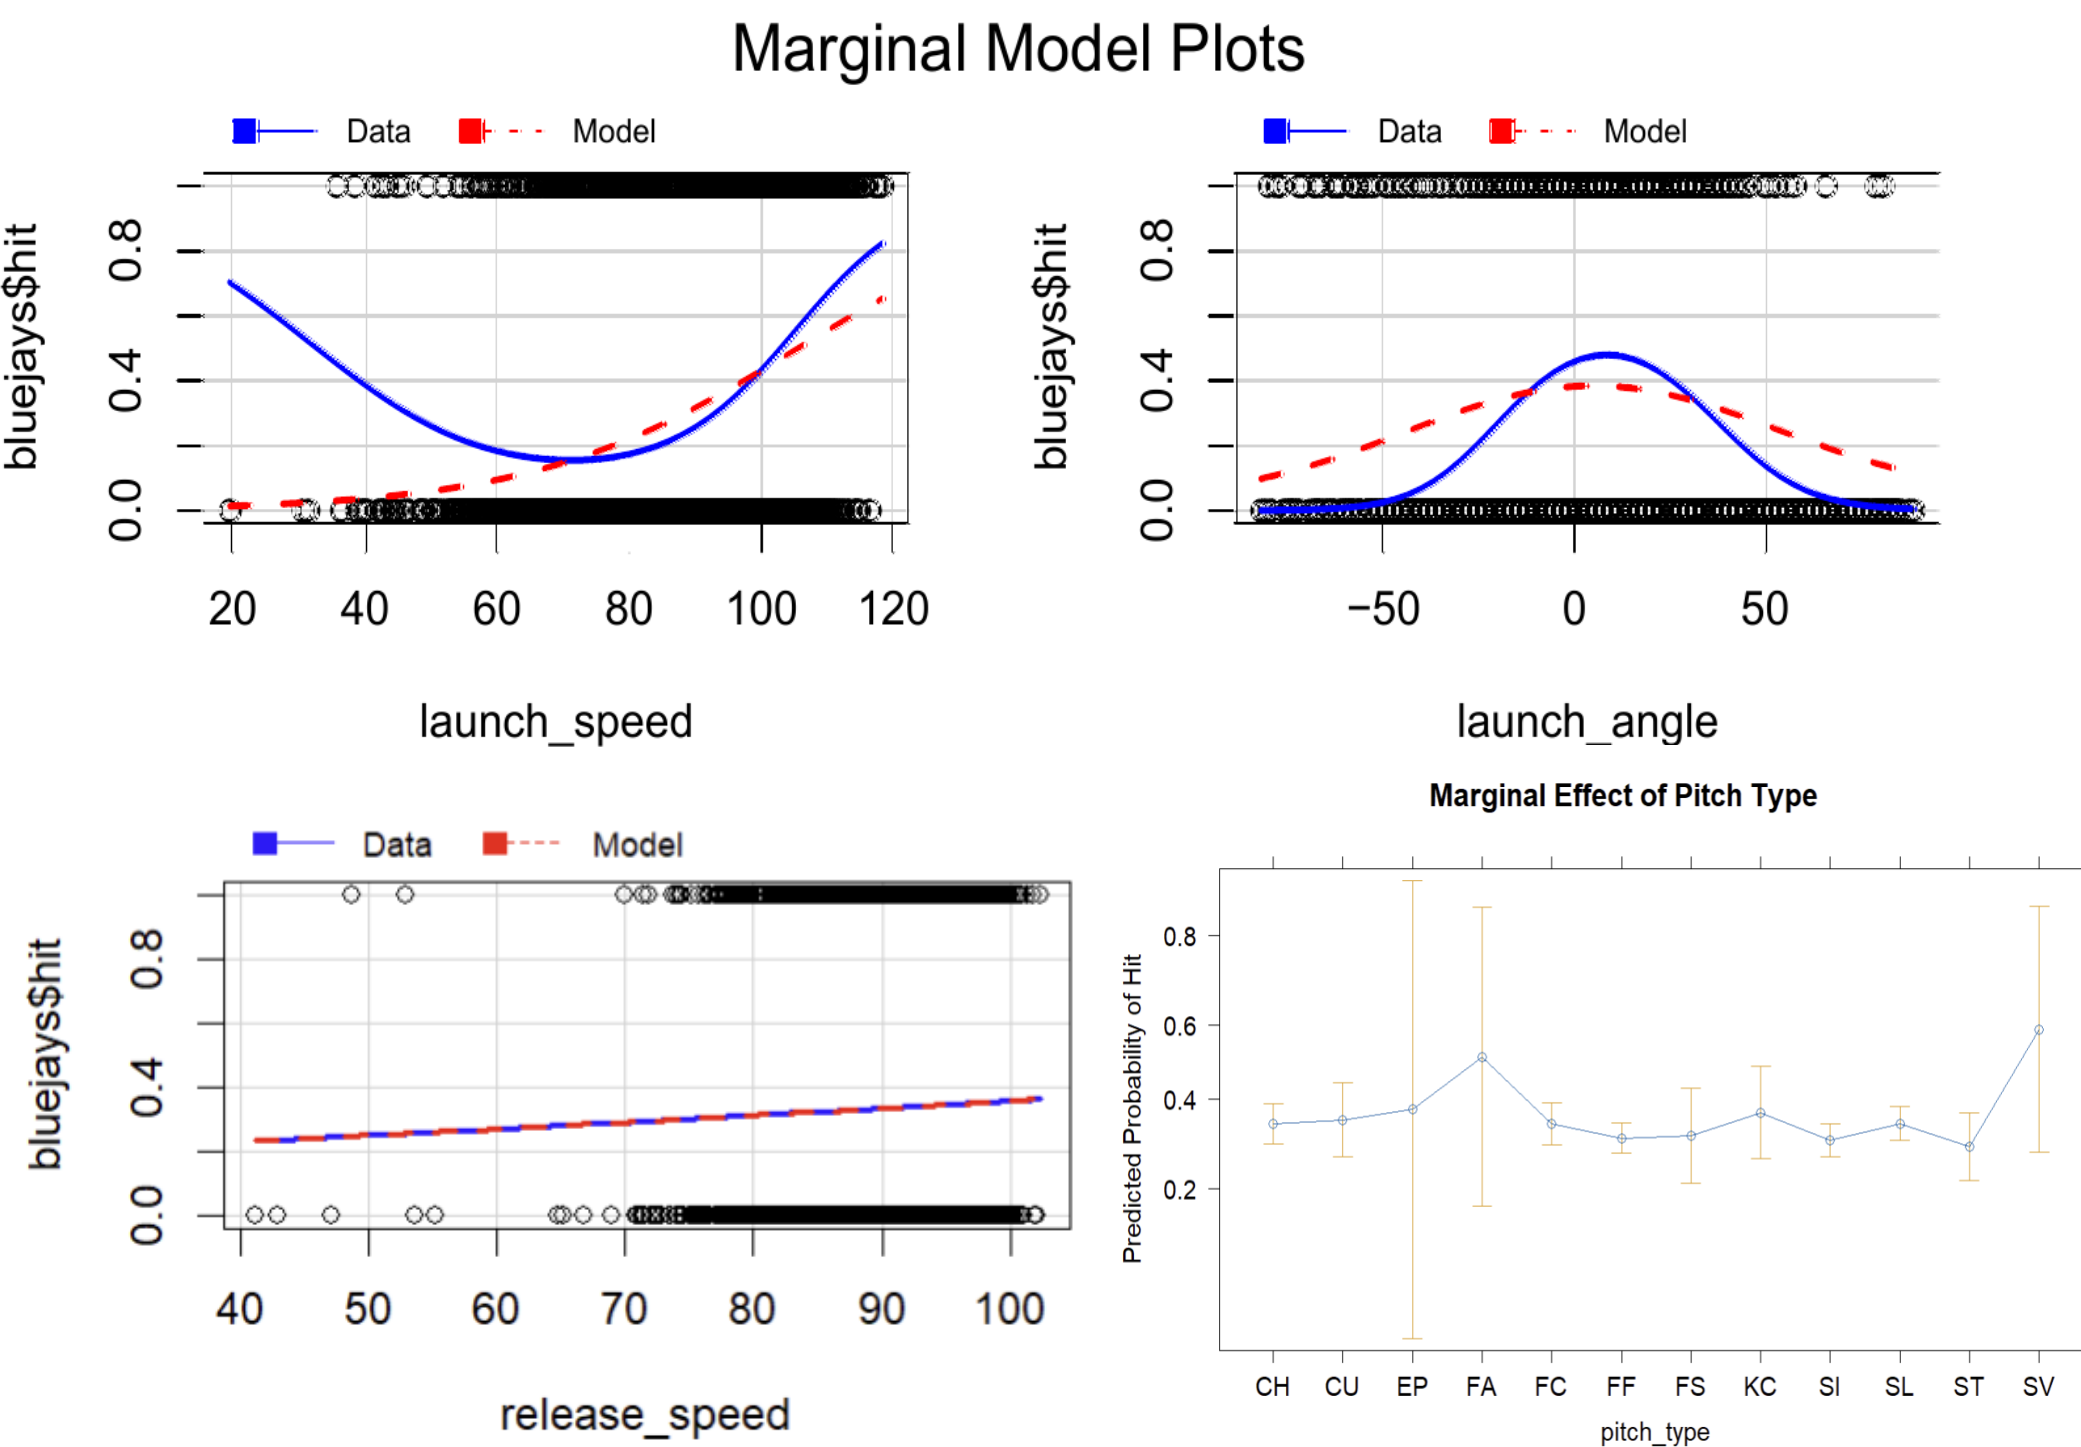 Marginal Model Plots
Data Model
bluejays$hit
0.8
0.4
0.0
20 40 60 80 100 120
launch_speed
Data Model
bluejays$hit
0.8
0.4
0.0
−50 0 50
launch_angle
Data Model
bluejays$hit
0.8
0.4
0.0
40 50 60 70 80 90 100
release_speed
Marginal Effect of Pitch Type
Predicted Probability of Hit
0.8
0.6
0.4
0.2
CH CU EP FA FC FF FS KC SI SL ST SV
pitch_type